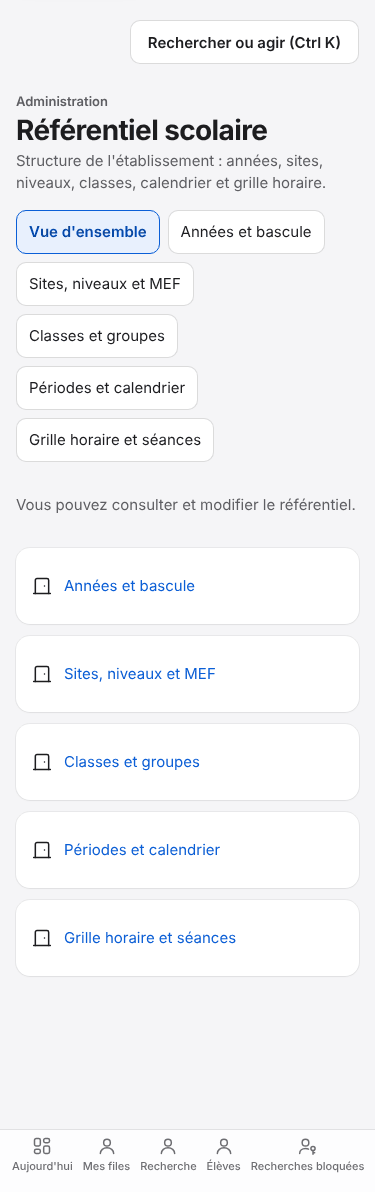 Rechercher ou agir (Ctrl K)
Administration
Référentiel scolaire
Structure de l'établissement : années, sites,
niveaux, classes, calendrier et grille horaire.
Vue d'ensemble
Années et bascule
Sites, niveaux et MEF
Classes et groupes
Périodes et calendrier
Grille horaire et séances
Vous pouvez consulter et modifier le référentiel.
Années et bascule
Sites, niveaux et MEF
Classes et groupes
Périodes et calendrier
Grille horaire et séances
Aujourd'hui
Mes files
Recherche
Élèves
Recherches bloquées